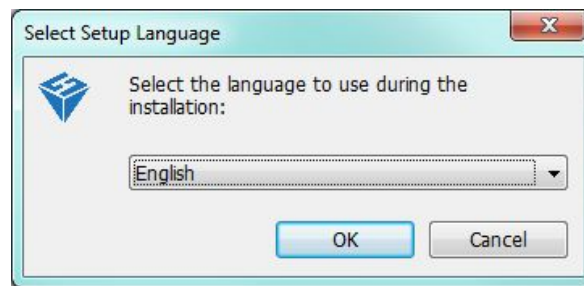 Select Setup Language
Select the language to use during the
installation:
English
OK
Cancel